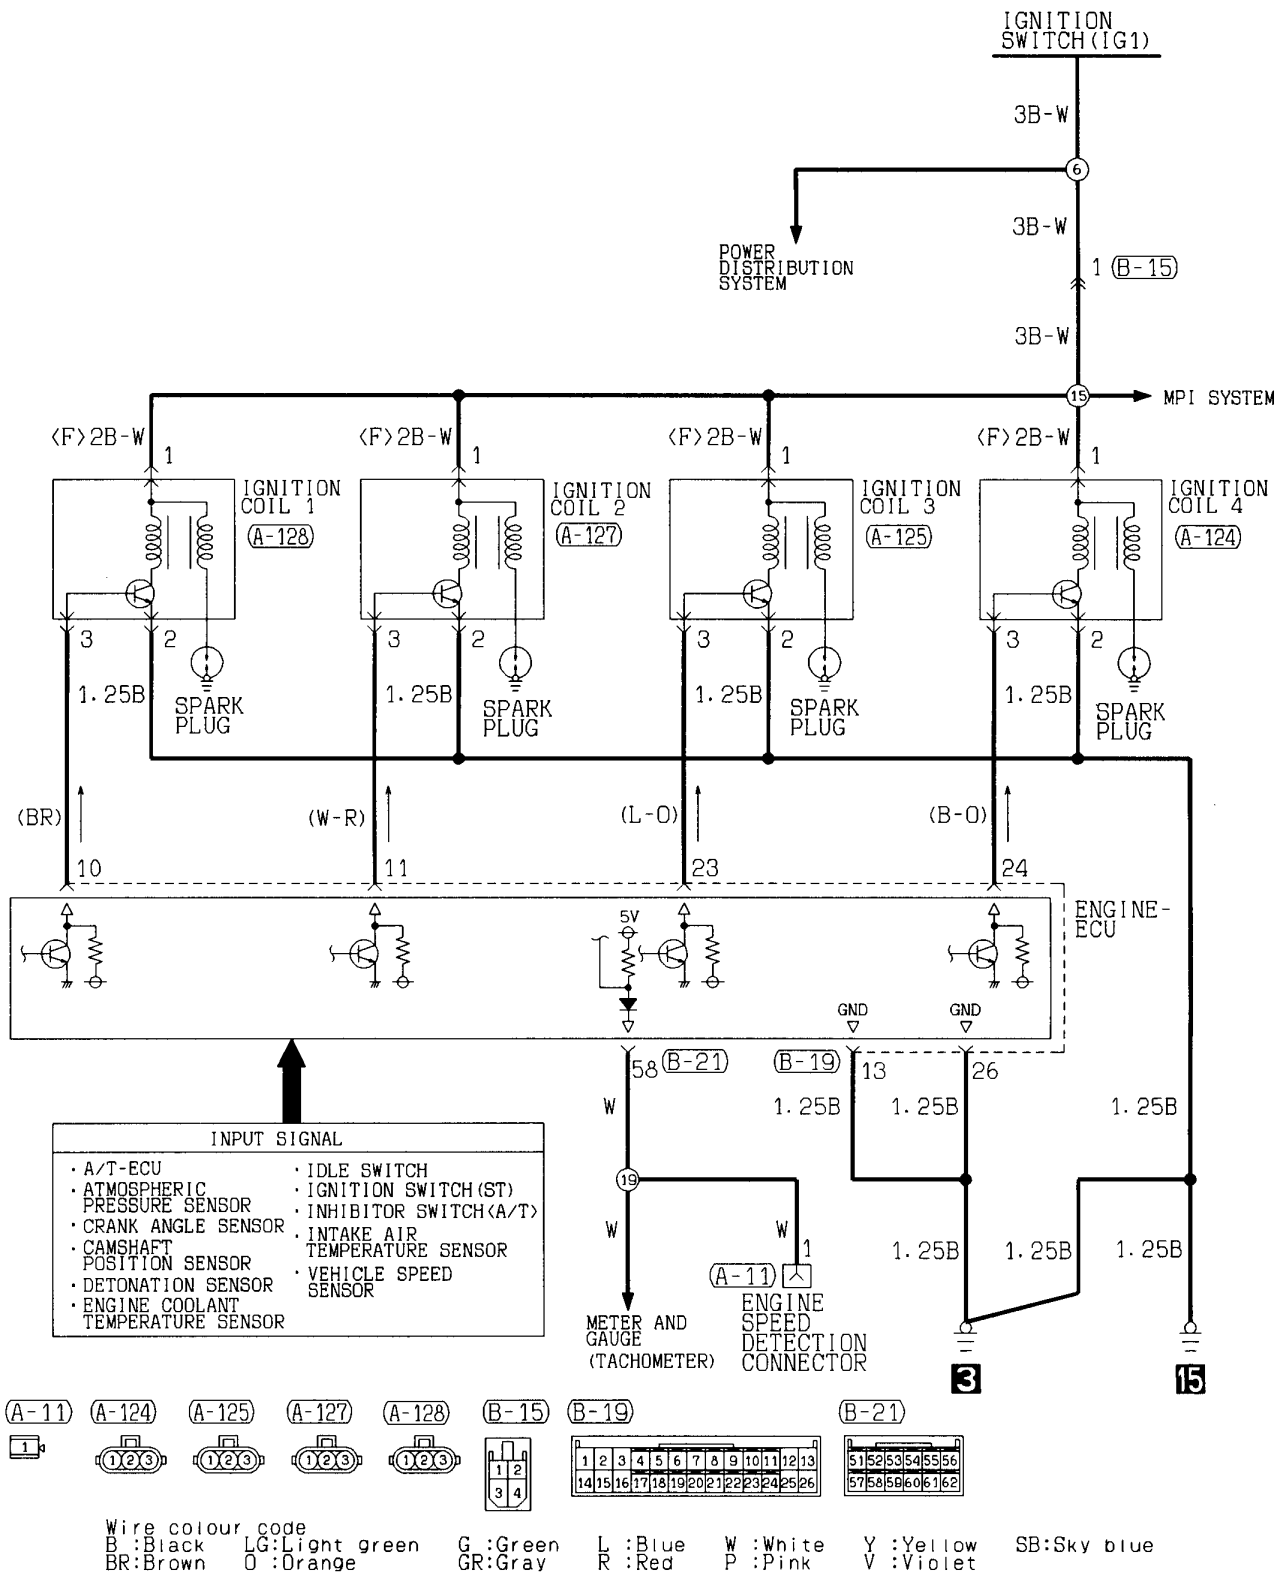 IGNITION
SWITCH(IG1)
3B-W
6
3B-W
POWER
DISTRIBUTION
SYSTEM
1 B-15
3B-W
15
MPI SYSTEM
<F>2B-W
<F>2B-W
<F>2B-W
<F>2B-W
1
1
1
1
IGNITION
COIL 1
A-128
IGNITION
COIL 2
A-127
IGNITION
COIL 3
A-125
IGNITION
COIL 4
A-124
3
2
3
2
3
2
3
2
1.25B
SPARK
PLUG
1.25B
SPARK
PLUG
1.25B
SPARK
PLUG
1.25B
SPARK
PLUG
(BR)
(W-R)
(L-O)
(B-O)
10
11
23
24
ENGINE-
ECU
5V
GND
GND
58 B-21
B-19 13
26
W
1.25B
1.25B
1.25B
INPUT SIGNAL
· A/T-ECU
· ATMOSPHERIC
PRESSURE SENSOR
· CRANK ANGLE SENSOR
· CAMSHAFT
POSITION SENSOR
· DETONATION SENSOR
· ENGINE COOLANT
TEMPERATURE SENSOR
· IDLE SWITCH
· IGNITION SWITCH(ST)
· INHIBITOR SWITCH<A/T>
· INTAKE AIR
TEMPERATURE SENSOR
· VEHICLE SPEED
SENSOR
19
W
W
1
A-11
1.25B
1.25B
1.25B
METER AND
GAUGE
(TACHOMETER)
ENGINE
SPEED
DETECTION
CONNECTOR
3
15
A-11
A-124
A-125
A-127
A-128
B-15
B-19
B-21
1
1 2 3
1 2 3
1 2 3
1 2 3
1 2
3 4
1 2 3 4 5 6 7 8 9 10 11 12 13
14 15 16 17 18 19 20 21 22 23 24 25 26
51 52 53 54 55 56
57 58 59 60 61 62
Wire colour code
B :Black LG:Light green G :Green L :Blue W :White Y :Yellow SB:Sky blue
BR:Brown O :Orange GR:Gray R :Red P :Pink V :Violet